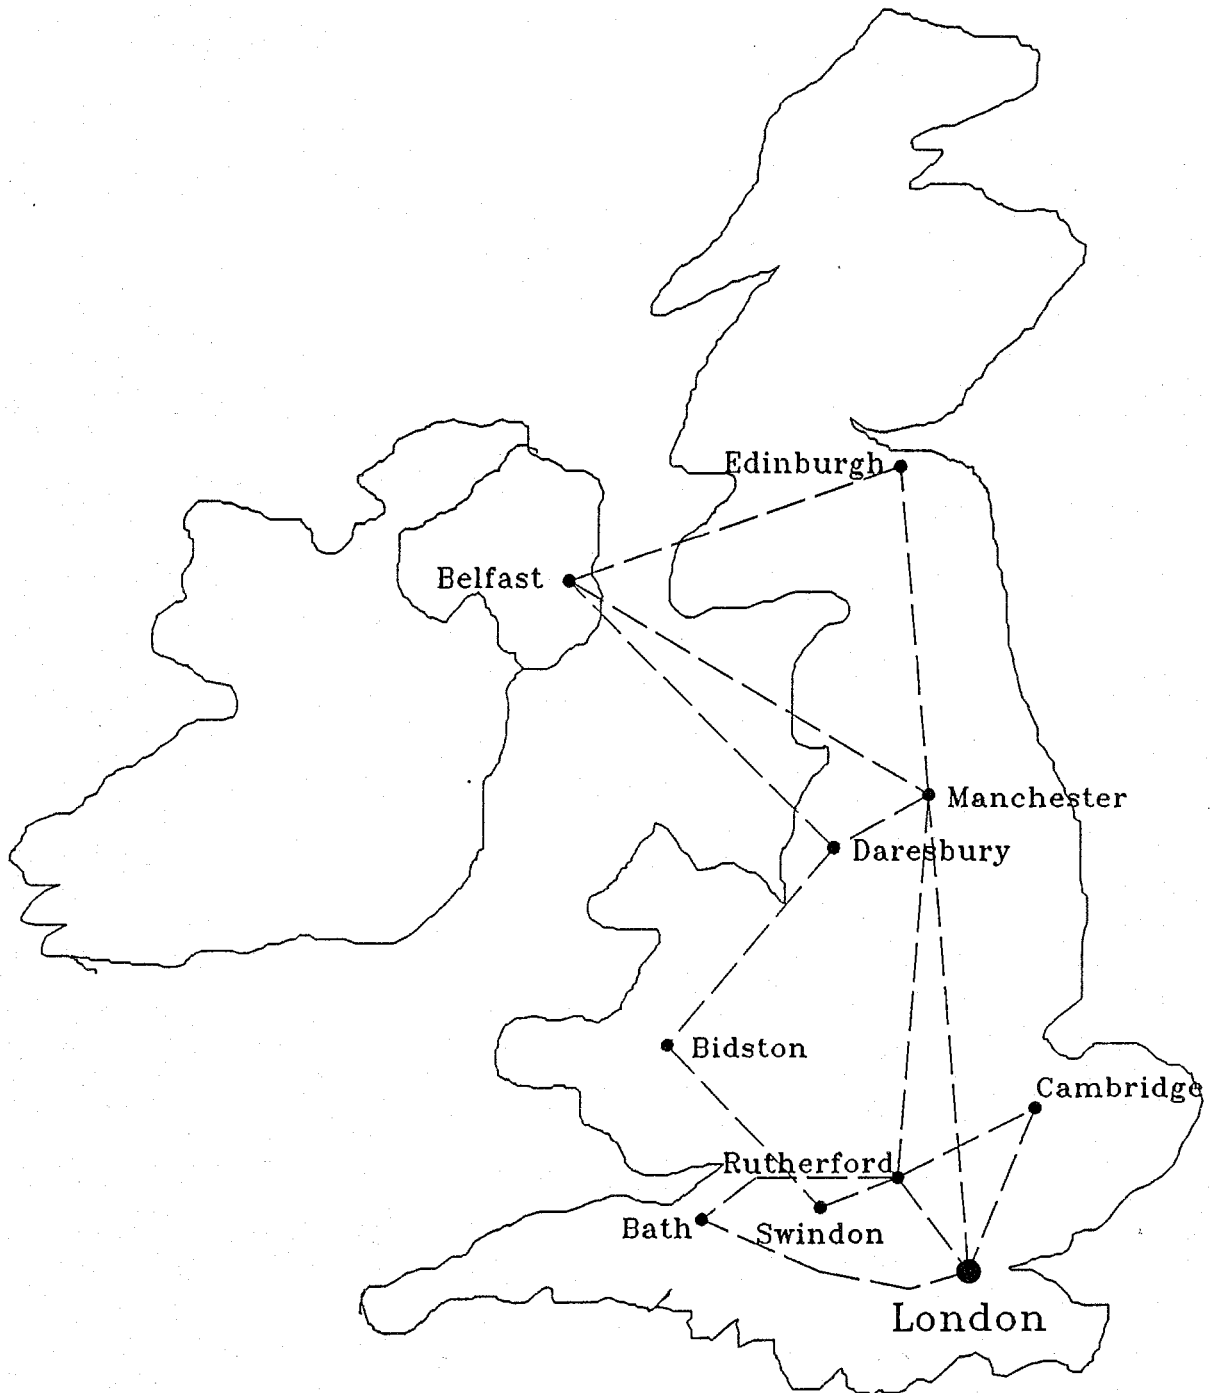 Edinburgh
Belfast
Manchester
Daresbury
Bidston
Cambridge
Rutherford
Bath
Swindon
London